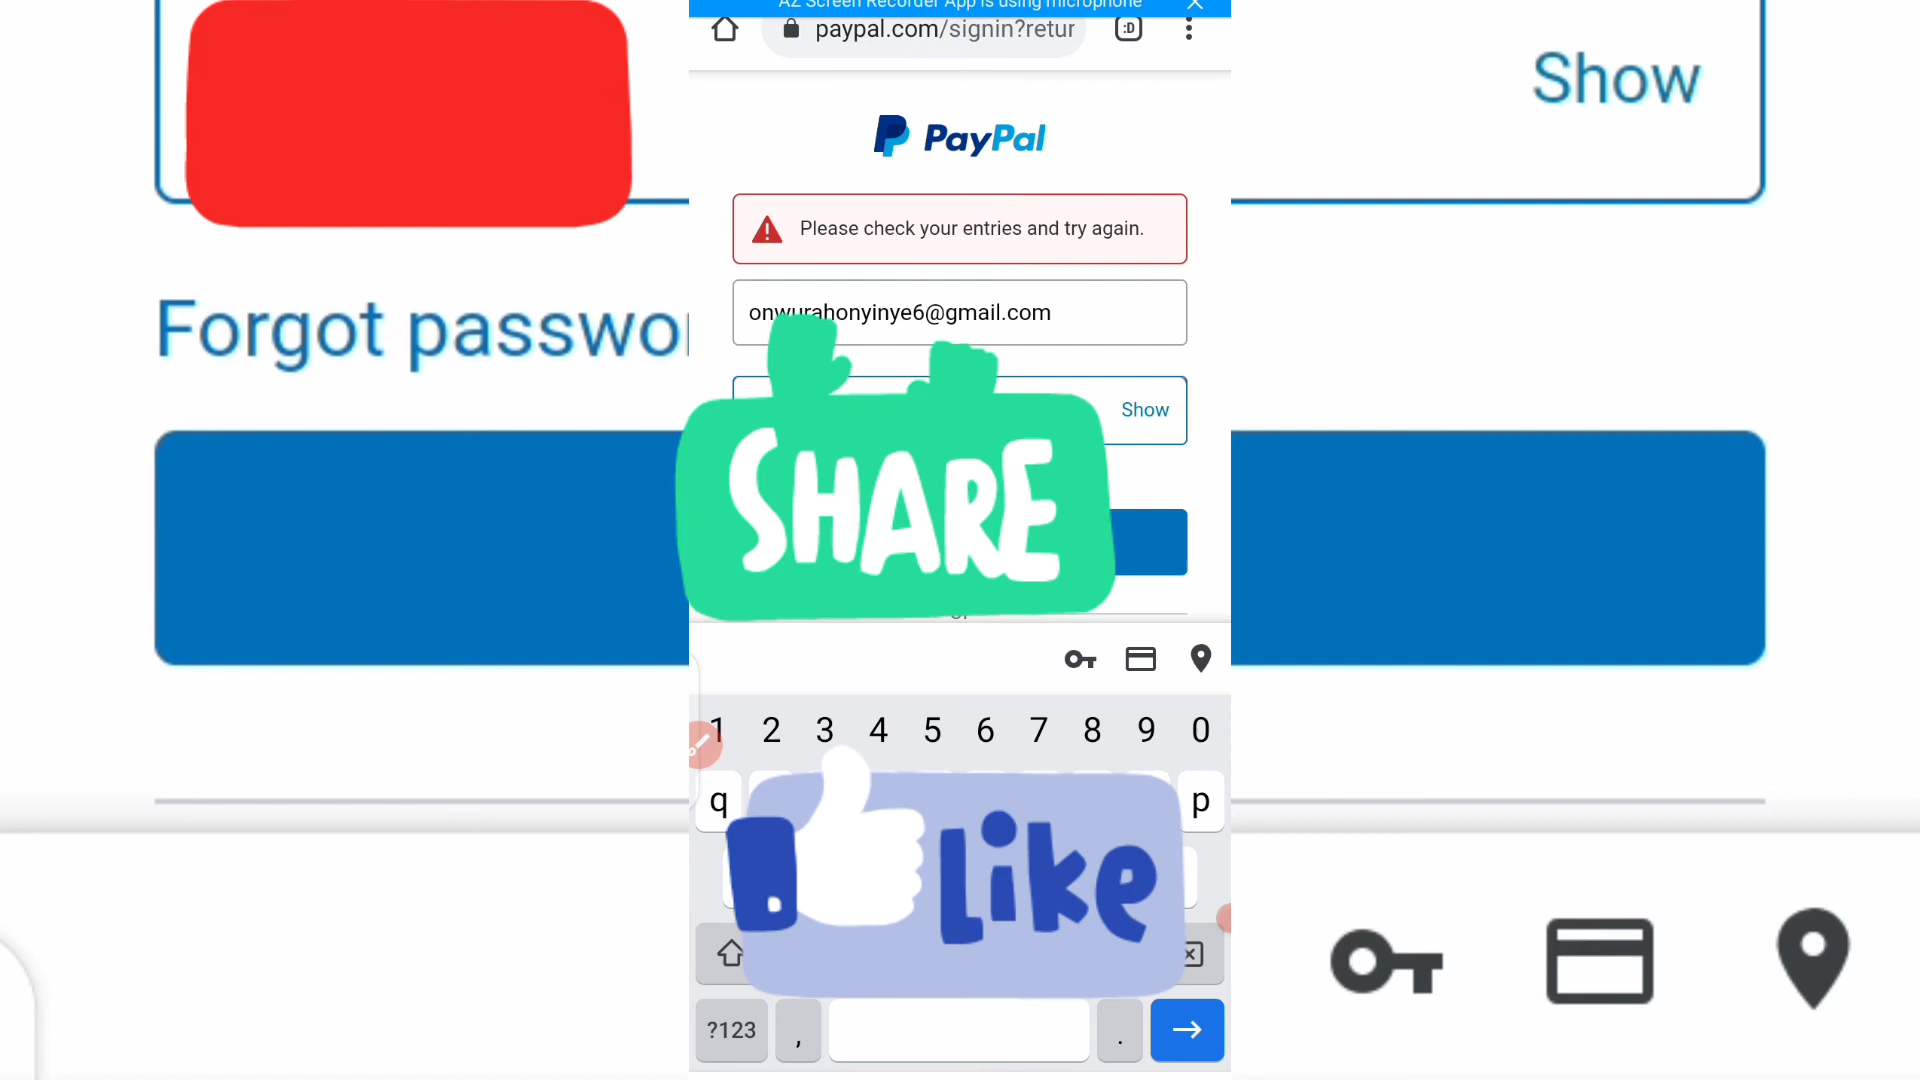 AZ Screen Recorder App is using microphone
paypal.com/signin?retur
:D
Show
PayPal
Please check your entries and try again.
onwurahonyinye6@gmail.com
Forgot passwo
Show
SHARE
1 2 3 4 5 6 7 8 9 0
q p
Like
?123 , .